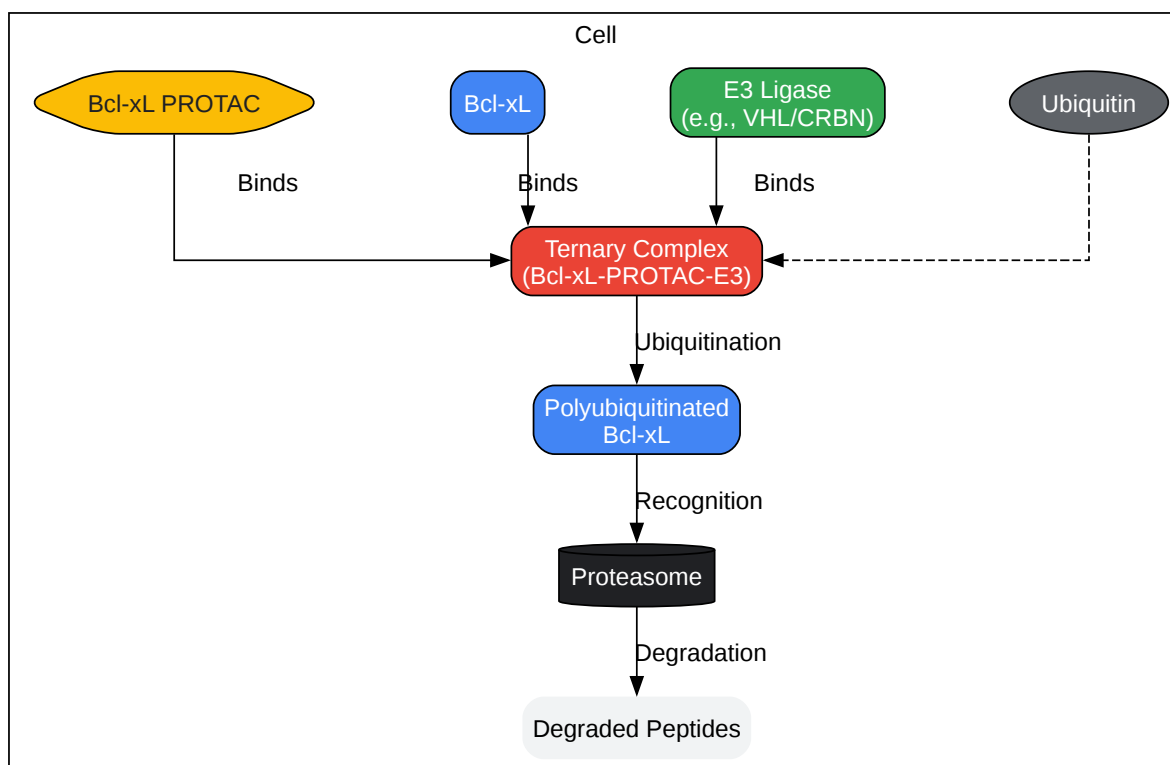 Cell
Bcl-xL PROTAC
Bcl-xL
E3 Ligase
(e.g., VHL/CRBN)
Ubiquitin
Binds
Binds
Binds
Ternary Complex
(Bcl-xL-PROTAC-E3)
Ubiquitination
Polyubiquitinated
Bcl-xL
Recognition
Proteasome
Degradation
Degraded Peptides